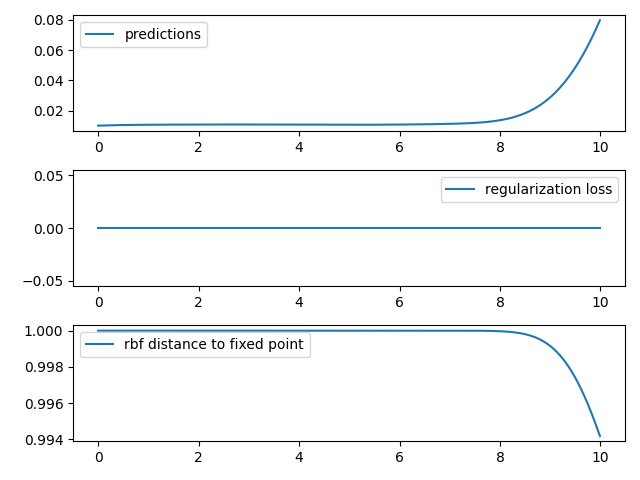 0.08
0.06
0.04
0.02
predictions
0 2 4 6 8 10
0.05
0.00
−0.05
regularization loss
0 2 4 6 8 10
1.000
0.998
0.996
0.994
rbf distance to fixed point
0 2 4 6 8 10